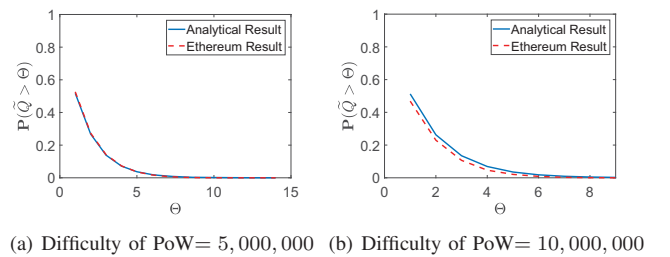 1
0.8
0.6
0.4
0.2
0
P(Q̃ > Θ)
Analytical Result
Ethereum Result
0 5 10 15
Θ
(a) Difficulty of PoW= 5, 000, 000
1
0.8
0.6
0.4
0.2
0
P(Q̃ > Θ)
Analytical Result
Ethereum Result
0 2 4 6 8
Θ
(b) Difficulty of PoW= 10, 000, 000